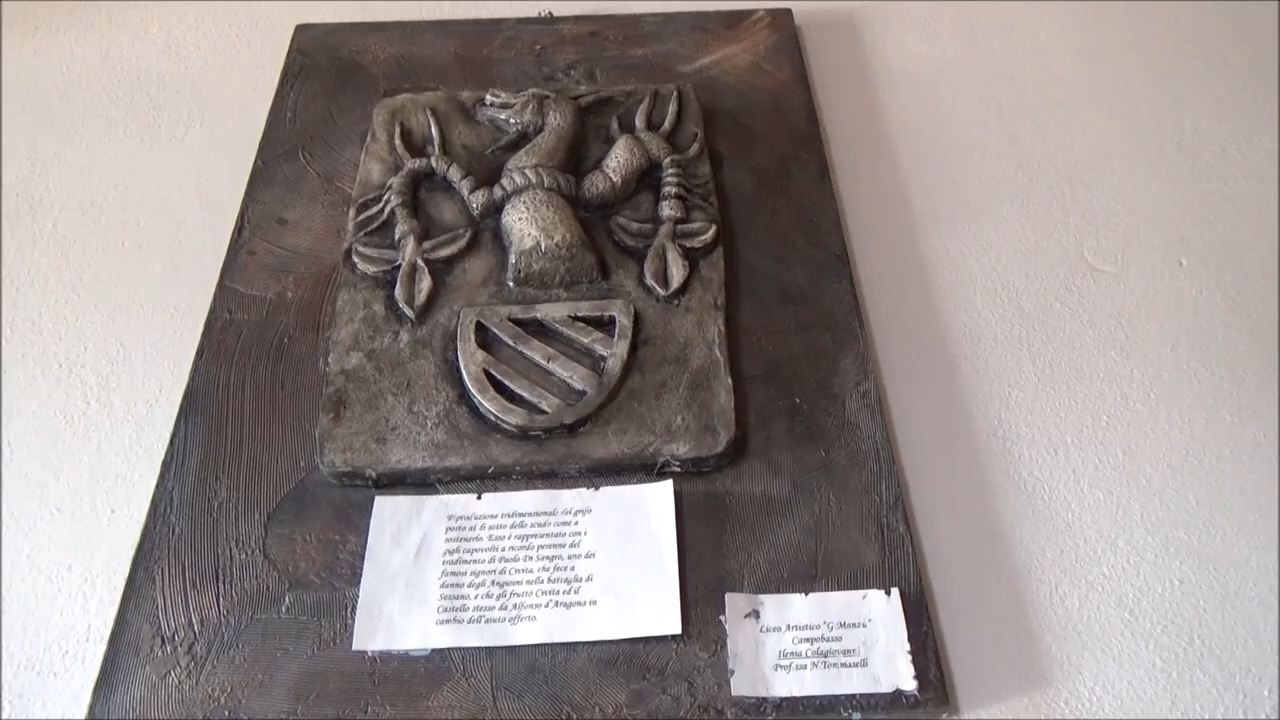 Riproduzione tridimensionale del grifo
posto al di sotto dello scudo come a
sostenerlo. Esso è rappresentato con i
gigli capovolti a ricordo perenne del
tradimento di Paolo Di Sangro, uno dei
famosi signori di Civita, che fece a
danno degli Angioini nella battaglia di
Sessano, e che gli fruttò Civita ed il
Castello stesso da Alfonso d'Aragona in
cambio dell'aiuto offerto.
Liceo Artistico "G.Manzù"
Campobasso
Ilenia Colagiovanni
Prof.ssa N.Tommaselli